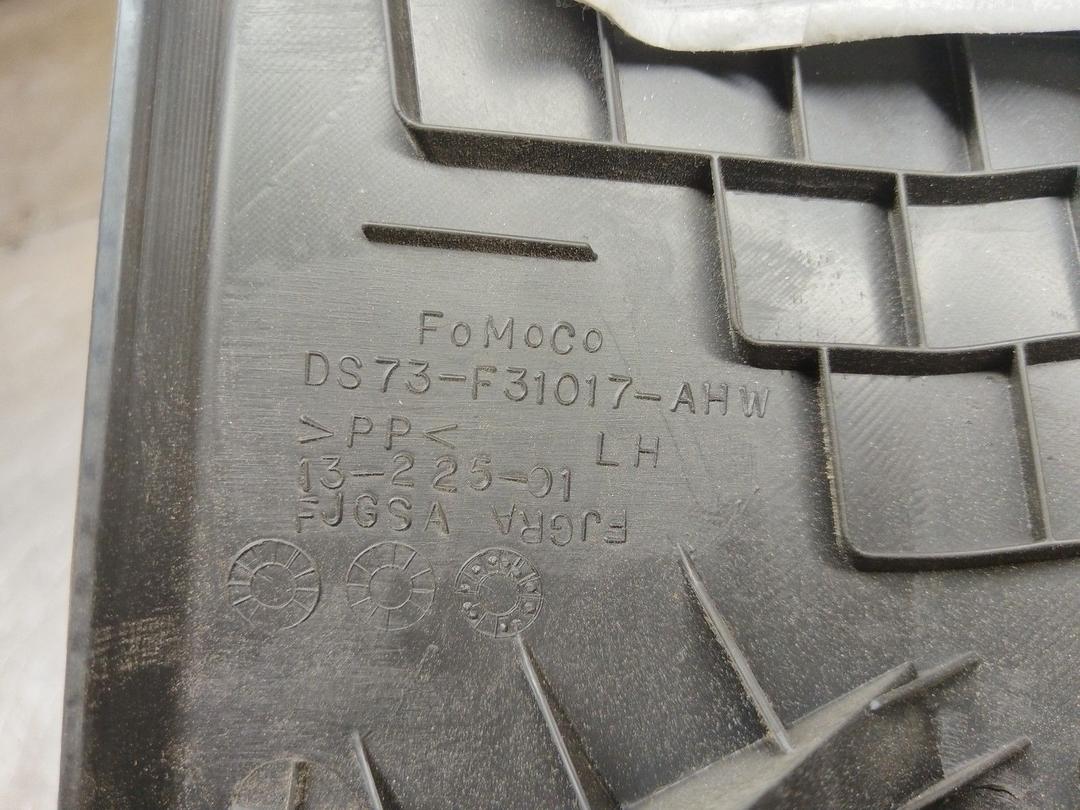 FoMoCo
DS73-F31017-AHW
>PP< LH
13-225-01
FJGSA FJGRA